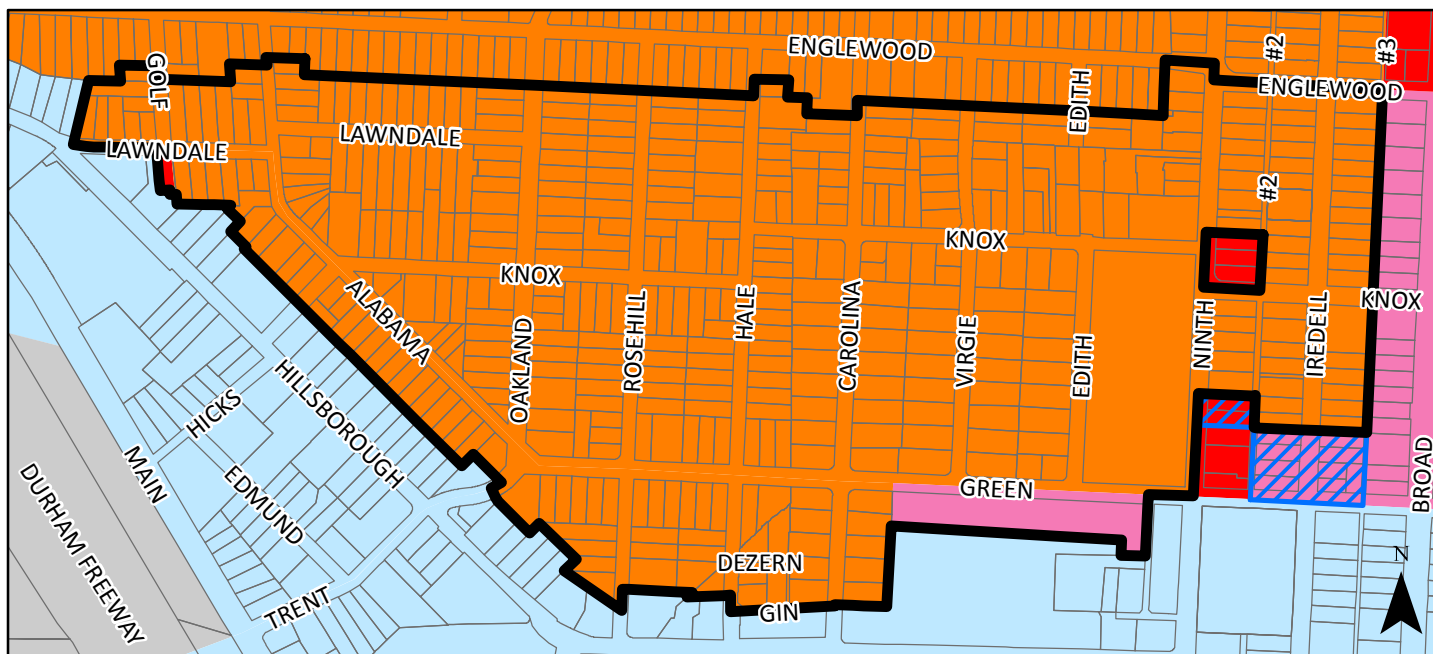 ENGLEWOOD
#2
#3
GOLF
EDITH
ENGLEWOOD
LAWNDALE
LAWNDALE
#2
KNOX
KNOX
KNOX
ALABAMA
OAKLAND
ROSEHILL
HALE
CAROLINA
VIRGIE
EDITH
NINTH
IREDELL
HICKS
HILLSBOROUGH
MAIN
EDMUND
DURHAM FREEWAY
TRENT
GREEN
BROAD
DEZERN
GIN
N